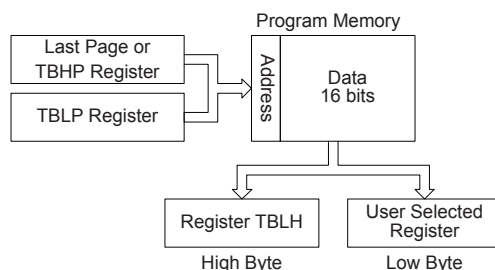 Program Memory
Last Page or
TBHP Register
TBLP Register
Address
Data
16 bits
Register TBLH
User Selected
Register
High Byte
Low Byte